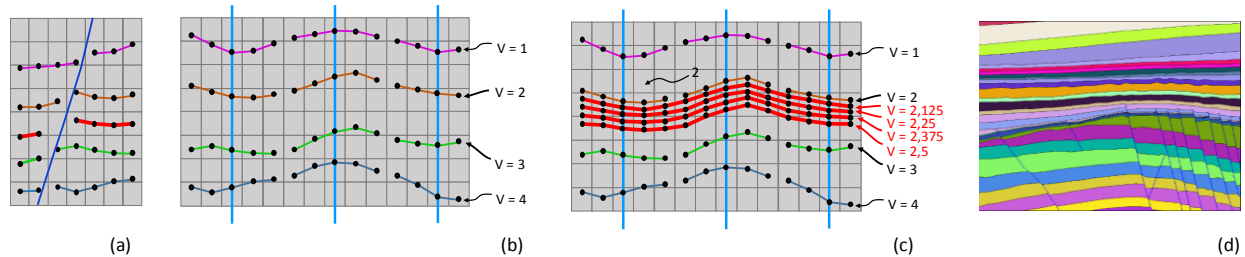 V = 1
V = 2
V = 3
V = 4
2
V = 1
V = 2
V = 2,125
V = 2,25
V = 2,375
V = 2,5
V = 3
V = 4
(a)
(b)
(c)
(d)